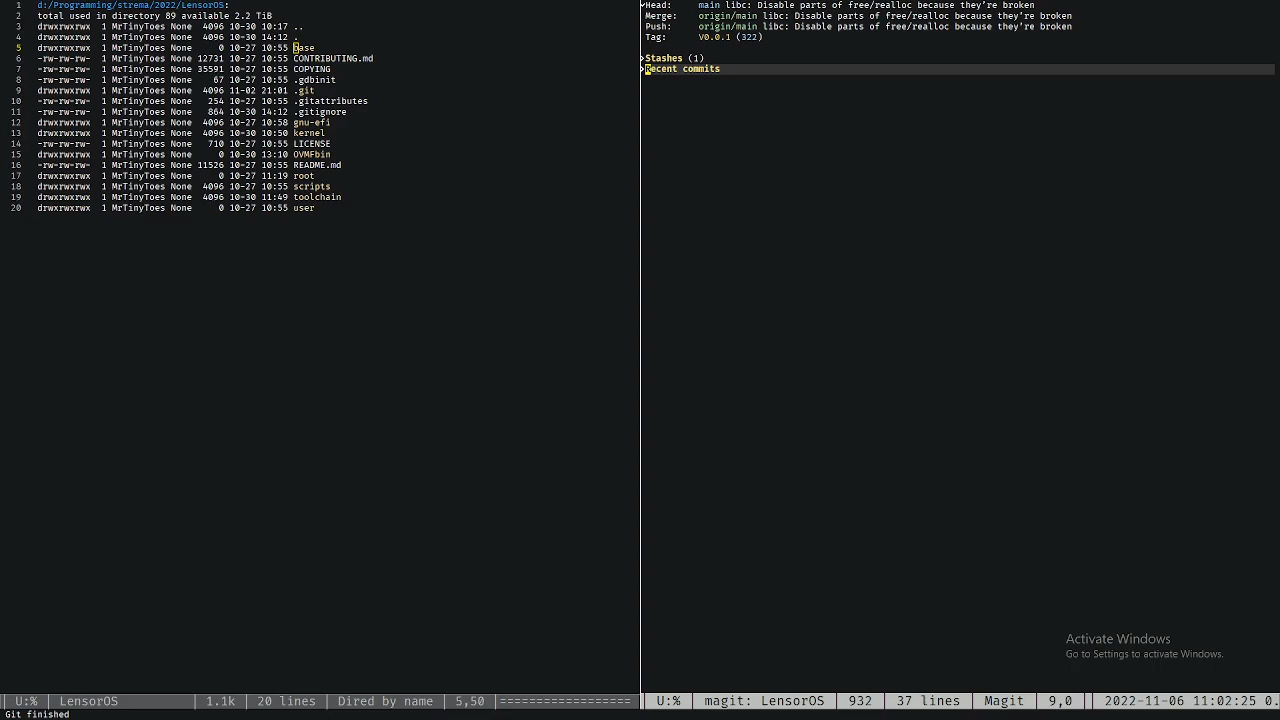 1 d:/Programming/strema/2022/LensorOS:
2 total used in directory 89 available 2.2 TiB
3 drwxrwxrwx 1 MrTinyToes None 4096 10-30 10:17 ..
4 drwxrwxrwx 1 MrTinyToes None 4096 10-30 14:12 .
5 drwxrwxrwx 1 MrTinyToes None 0 10-27 10:55 base
6 -rw-rw-rw- 1 MrTinyToes None 12731 10-27 10:55 CONTRIBUTING.md
7 -rw-rw-rw- 1 MrTinyToes None 35591 10-27 10:55 COPYING
8 -rw-rw-rw- 1 MrTinyToes None 67 10-27 10:55 .gdbinit
9 drwxrwxrwx 1 MrTinyToes None 4096 11-02 21:01 .git
10 -rw-rw-rw- 1 MrTinyToes None 254 10-27 10:55 .gitattributes
11 -rw-rw-rw- 1 MrTinyToes None 864 10-30 14:12 .gitignore
12 drwxrwxrwx 1 MrTinyToes None 4096 10-27 10:58 gnu-efi
13 drwxrwxrwx 1 MrTinyToes None 4096 10-30 10:50 kernel
14 -rw-rw-rw- 1 MrTinyToes None 710 10-27 10:55 LICENSE
15 drwxrwxrwx 1 MrTinyToes None 0 10-30 13:10 OVMFbin
16 -rw-rw-rw- 1 MrTinyToes None 11526 10-27 10:55 README.md
17 drwxrwxrwx 1 MrTinyToes None 0 10-27 11:19 root
18 drwxrwxrwx 1 MrTinyToes None 4096 10-27 10:55 scripts
19 drwxrwxrwx 1 MrTinyToes None 4096 10-30 11:49 toolchain
20 drwxrwxrwx 1 MrTinyToes None 0 10-27 10:55 user
Head: main libc: Disable parts of free/realloc because they're broken
Merge: origin/main libc: Disable parts of free/realloc because they're broken
Push: origin/main libc: Disable parts of free/realloc because they're broken
Tag: V0.0.1 (322)
Stashes (1)
Recent commits
Activate Windows
Go to Settings to activate Windows.
U:% LensorOS 1.1k 20 lines Dired by name 5,50 ==================
U:% magit: LensorOS 932 37 lines Magit 9,0 2022-11-06 11:02:25
Git finished